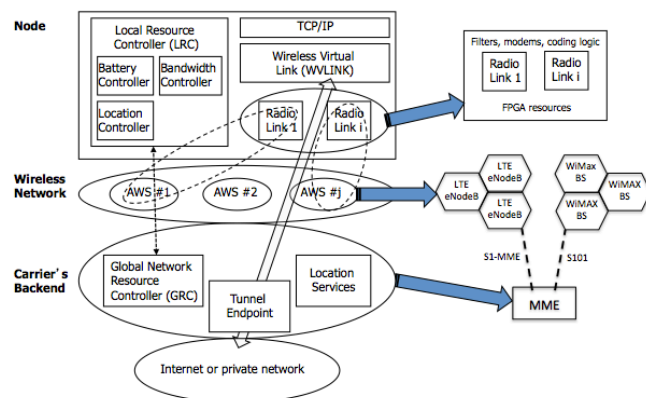 Node
Local Resource
Controller (LRC)
Battery
Controller
Bandwidth
Controller
Location
Controller
TCP/IP
Wireless Virtual
Link (WVLINK)
Radio
Link 1
Radio
Link i
Filters, modems, coding logic
Radio
Link 1
Radio
Link i
FPGA resources
Wireless
Network
AWS #1
AWS #2
AWS #j
LTE
eNodeB
LTE
eNodeB
LTE
eNodeB
WiMax
BS
WiMAX
BS
WiMAX
BS
S1-MME
S101
Carrier's
Backend
Global Network
Resource
Controller (GRC)
Tunnel
Endpoint
Location
Services
MME
Internet or private network